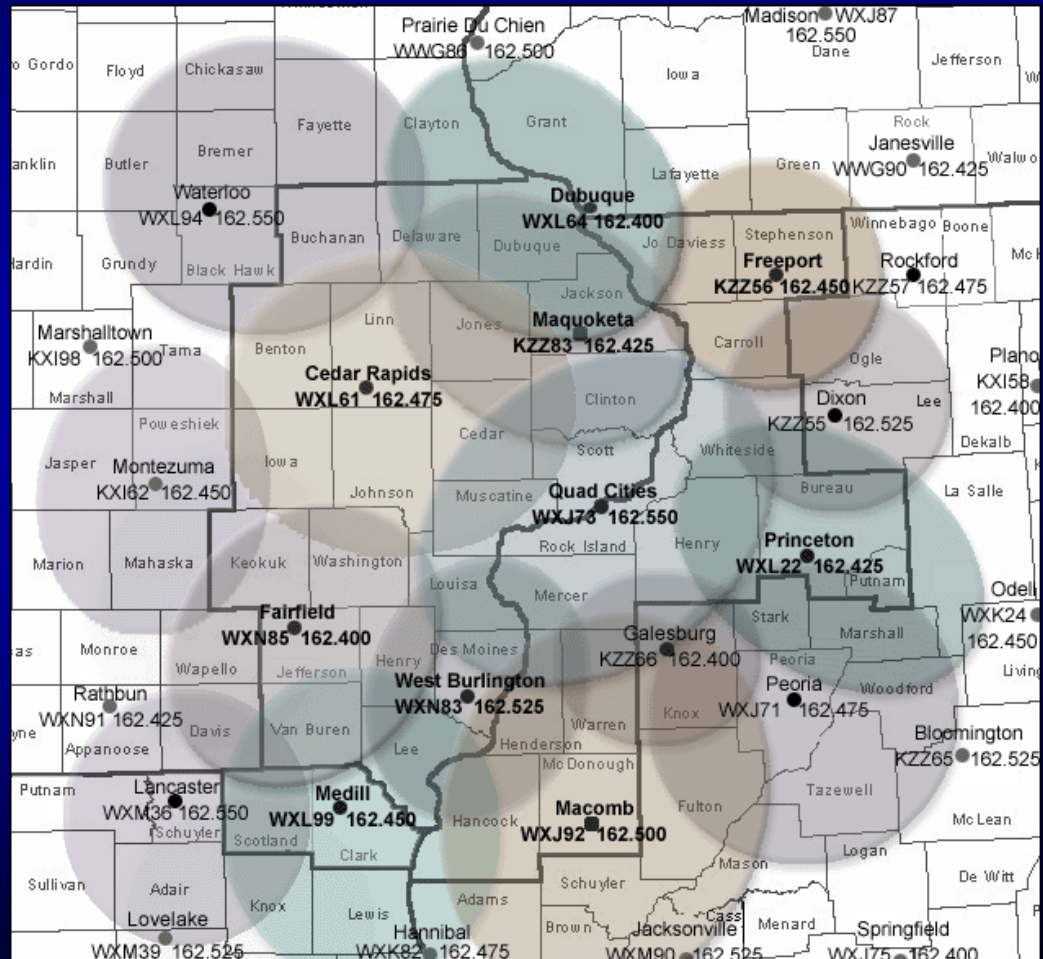 Prairie Du Chien
WWG86 162.500
Madison WXJ87
162.550
Dane
Gordo
Floyd
Chickasaw
Iowa
Jefferson
Fayette
Clayton
Grant
Rock
Janesville
WWG90 162.425
Walwo
anklin
Butler
Bremer
Lafayette
Green
Waterloo
WXL94 162.550
Dubuque
WXL64 162.400
Winnebago
Boone
Buchanan
Delaware
Dubuque
Jo Daviess
Stephenson
McH
Hardin
Grundy
Black Hawk
Freeport
KZZ56 162.450
Rockford
KZZ57 162.475
Jackson
Maquoketa
KZZ83 162.425
Linn
Jones
Marshalltown
KXI98 162.500
Tama
Benton
Carroll
Ogle
Plano
KXI58
162.400
Cedar Rapids
WXL61 162.475
Marshall
Clinton
Dixon
KZZ55 162.525
Lee
Poweshiek
Cedar
Scott
Whiteside
Dekalb
Jasper
Montezuma
KXI62 162.450
Iowa
Johnson
Muscatine
Quad Cities
WXJ73 162.550
Bureau
La Salle
Rock Island
Henry
Princeton
WXL22 162.425
Marion
Mahaska
Keokuk
Washington
Louisa
Mercer
Putnam
Odell
WXK24
162.450
Fairfield
WXN85 162.400
Stark
Galesburg
KZZ66 162.400
Marshall
Monroe
Wapello
Jefferson
Henry
Des Moines
Peoria
Living
West Burlington
WXN83 162.525
Peoria
WXJ71 162.475
Woodford
Rathbun
WXN91 162.425
Knox
Warren
Davis
Van Buren
Lee
Henderson
Bloomington
KZZ65 162.525
Appanoose
McDonough
Putnam
Lancaster
WXM36 162.550
Schuyler
Medill
WXL99 162.450
Macomb
WXJ92 162.500
Fulton
Tazewell
Hancock
McLean
Scotland
Clark
Mason
Logan
Sullivan
Adair
Schuyler
De Witt
Knox
Lewis
Adams
Lovelake
WXM39 162.525
Hannibal
WXK82 162.475
Brown
Cass
Jacksonville
WXM90 162.525
Menard
Springfield
WXJ75 162.400